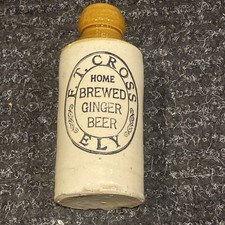 F. T. CROSS
HOME
BREWED
GINGER
BEER
ELY